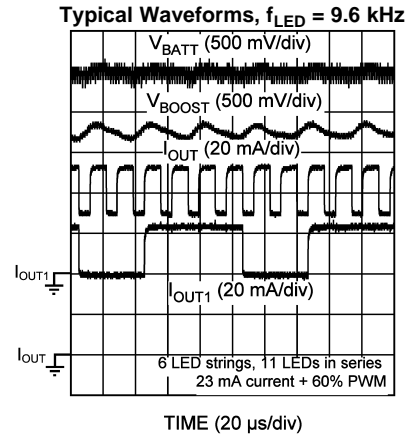 Typical Waveforms, fLED = 9.6 kHz
VBATT (500 mV/div)
VBOOST (500 mV/div)
IOUT (20 mA/div)
IOUT1
IOUT1 (20 mA/div)
IOUT
6 LED strings, 11 LEDs in series
23 mA current + 60% PWM
TIME (20 µs/div)